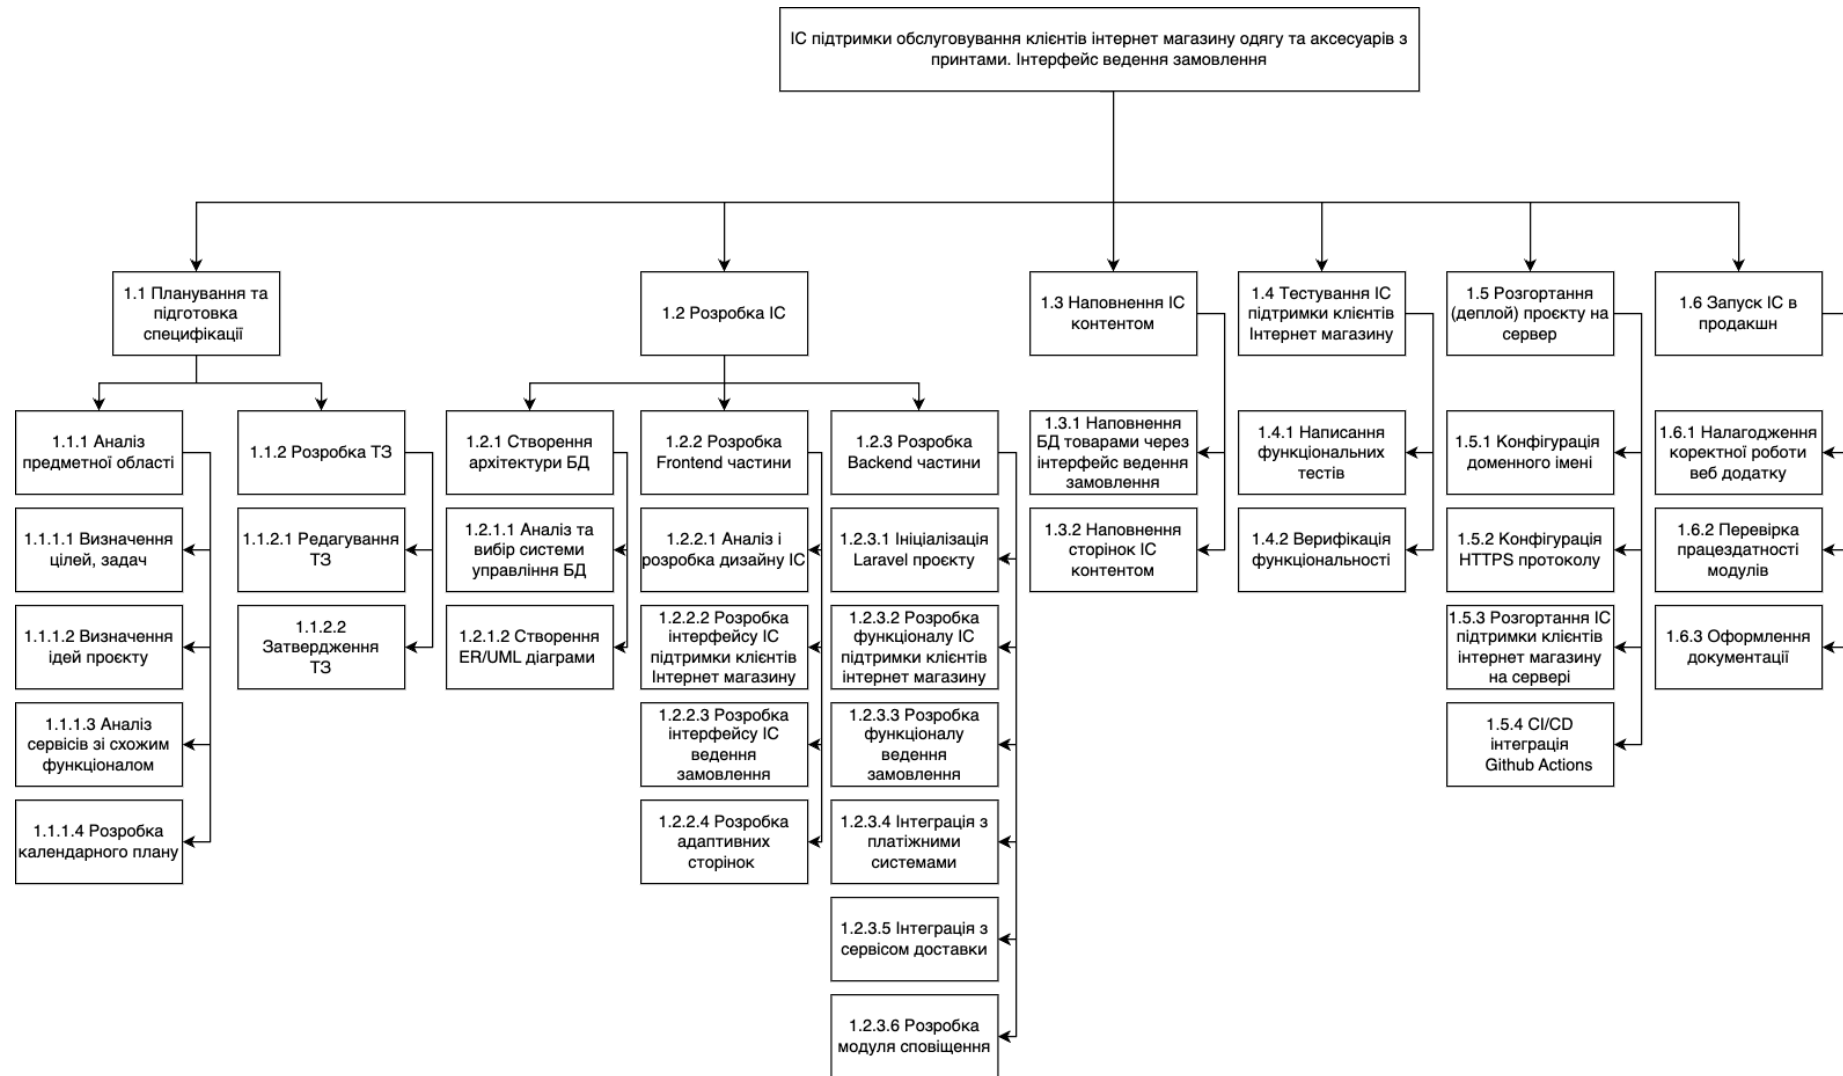 ІС підтримки обслуговування клієнтів інтернет магазину одягу та аксесуарів з
принтами. Інтерфейс ведення замовлення
1.1 Планування та
підготовка
специфікації
1.2 Розробка ІС
1.3 Наповнення ІС
контентом
1.4 Тестування ІС
підтримки клієнтів
Інтернет магазину
1.5 Розгортання
(деплой) проєкту на
сервер
1.6 Запуск ІС в
продакшн
1.1.1 Аналіз
предметної області
1.1.2 Розробка ТЗ
1.2.1 Створення
архітектури БД
1.2.2 Розробка
Frontend частини
1.2.3 Розробка
Backend частини
1.3.1 Наповнення
БД товарами через
інтерфейс ведення
замовлення
1.4.1 Написання
функціональних
тестів
1.5.1 Конфігурація
доменного імені
1.6.1 Налагодження
коректної роботи
веб додатку
1.1.1.1 Визначення
цілей, задач
1.1.2.1 Редагування
ТЗ
1.2.1.1 Аналіз та
вибір системи
управління БД
1.2.2.1 Аналіз і
розробка дизайну ІС
1.2.3.1 Ініціалізація
Laravel проєкту
1.3.2 Наповнення
сторінок ІС
контентом
1.4.2 Верифікація
функціональності
1.5.2 Конфігурація
HTTPS протоколу
1.6.2 Перевірка
працездатності
модулів
1.1.1.2 Визначення
ідей проєкту
1.1.2.2
Затвердження
ТЗ
1.2.1.2 Створення
ER/UML діаграми
1.2.2.2 Розробка
інтерфейсу ІС
підтримки клієнтів
Інтернет магазину
1.2.3.2 Розробка
функціоналу ІС
підтримки клієнтів
інтернет магазину
1.5.3 Розгортання ІС
підтримки клієнтів
інтернет магазину
на сервері
1.6.3 Оформлення
документації
1.1.1.3 Аналіз
сервісів зі схожим
функціоналом
1.2.2.3 Розробка
інтерфейсу ІС
ведення
замовлення
1.2.3.3 Розробка
функціоналу
ведення
замовлення
1.5.4 CI/CD
інтеграція
Github Actions
1.1.1.4 Розробка
календарного плану
1.2.2.4 Розробка
адаптивних
сторінок
1.2.3.4 Інтеграція з
платіжними
системами
1.2.3.5 Інтеграція з
сервісом доставки
1.2.3.6 Розробка
модуля сповіщення